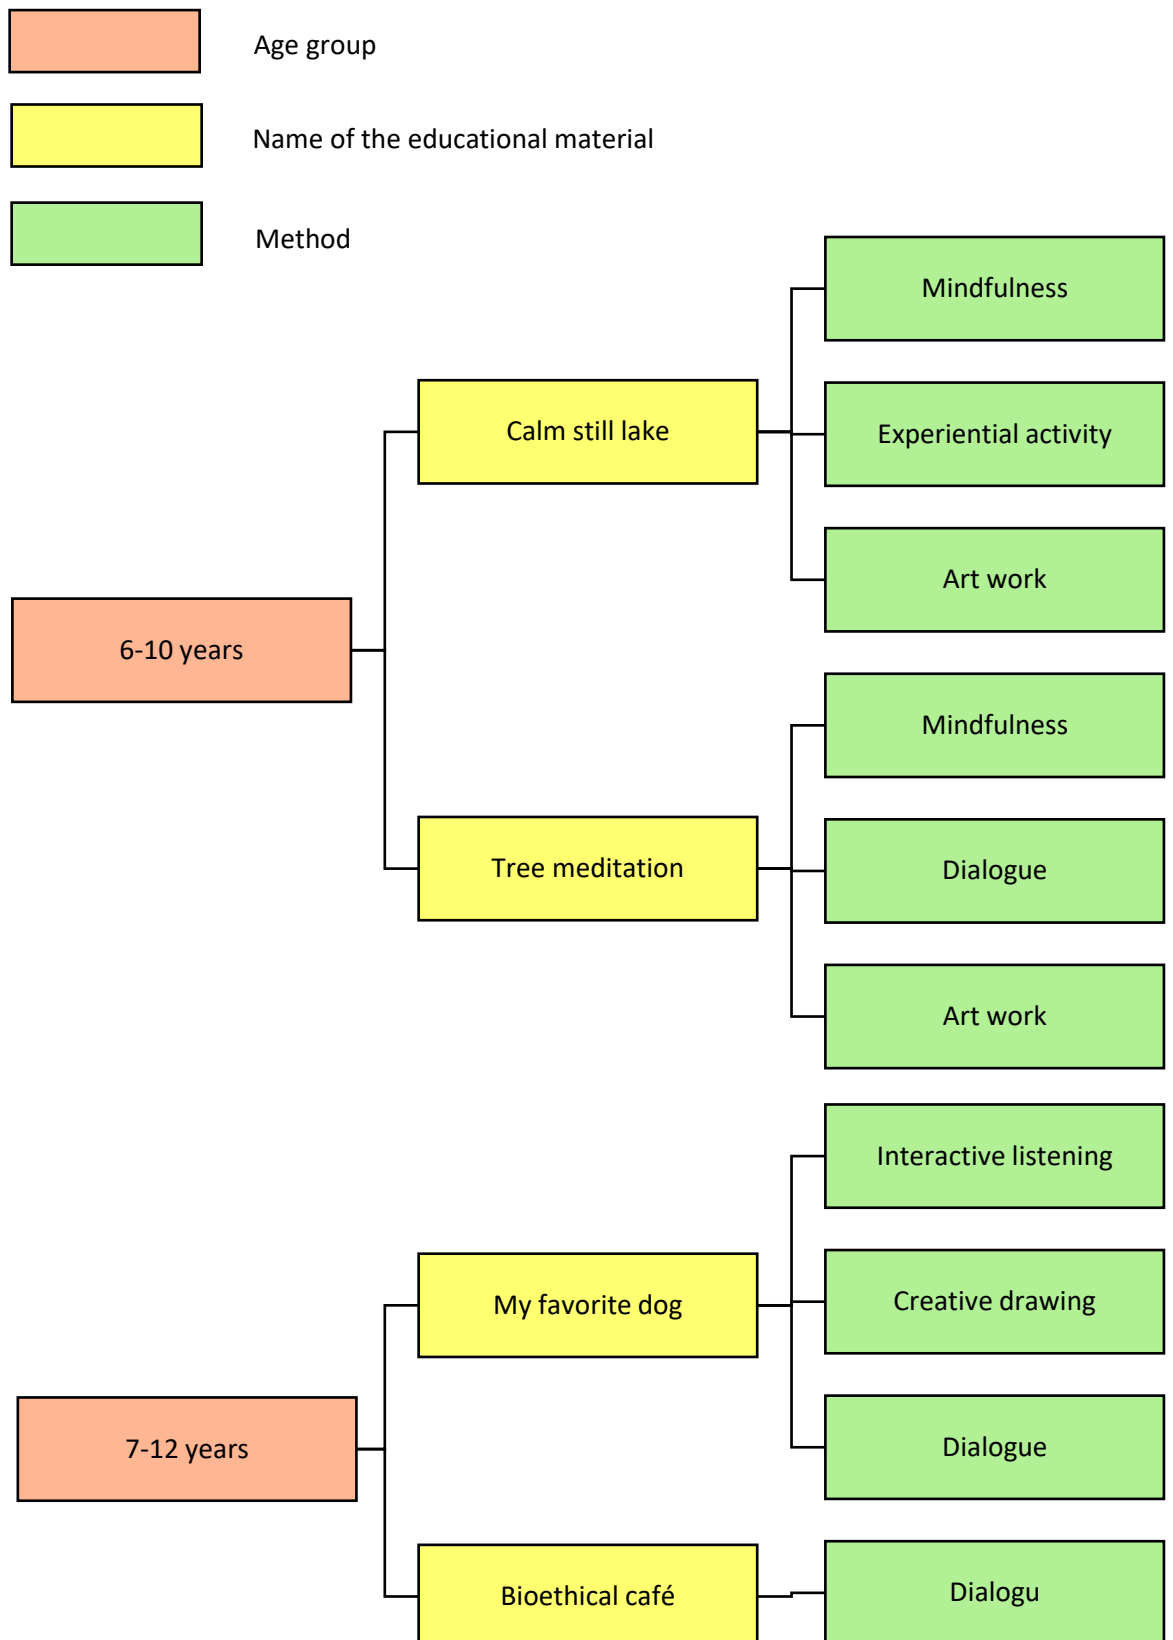 Age group
Name of the educational material
Method
6-10 years
Calm still lake
Mindfulness
Experiential activity
Art work
Tree meditation
Mindfulness
Dialogue
Art work
7-12 years
My favorite dog
Interactive listening
Creative drawing
Dialogue
Bioethical café
Dialogu